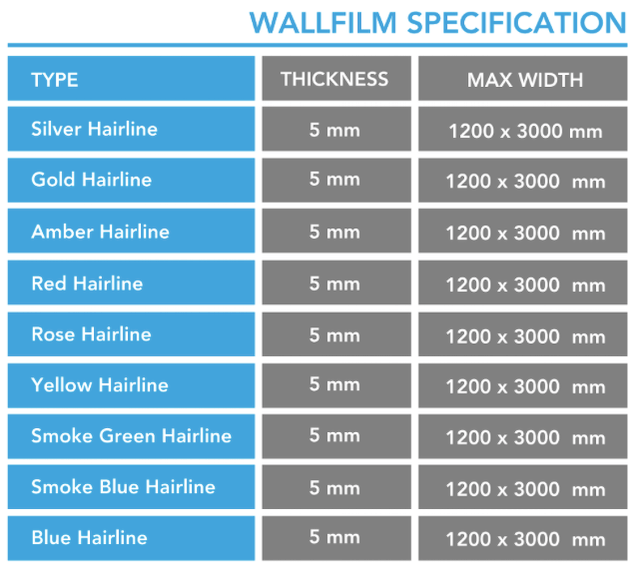 WALLFILM SPECIFICATION
TYPE THICKNESS MAX WIDTH
Silver Hairline 5 mm 1200 x 3000 mm
Gold Hairline 5 mm 1200 x 3000 mm
Amber Hairline 5 mm 1200 x 3000 mm
Red Hairline 5 mm 1200 x 3000 mm
Rose Hairline 5 mm 1200 x 3000 mm
Yellow Hairline 5 mm 1200 x 3000 mm
Smoke Green Hairline 5 mm 1200 x 3000 mm
Smoke Blue Hairline 5 mm 1200 x 3000 mm
Blue Hairline 5 mm 1200 x 3000 mm